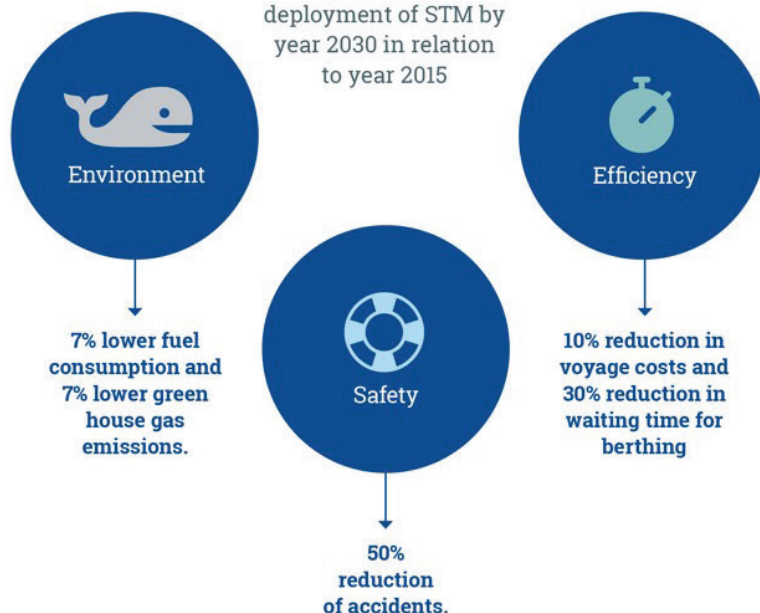 deployment of STM by
year 2030 in relation
to year 2015
Environment
7% lower fuel
consumption and
7% lower green
house gas
emissions.
Safety
50%
reduction
of accidents.
Efficiency
10% reduction in
voyage costs and
30% reduction in
waiting time for
berthing